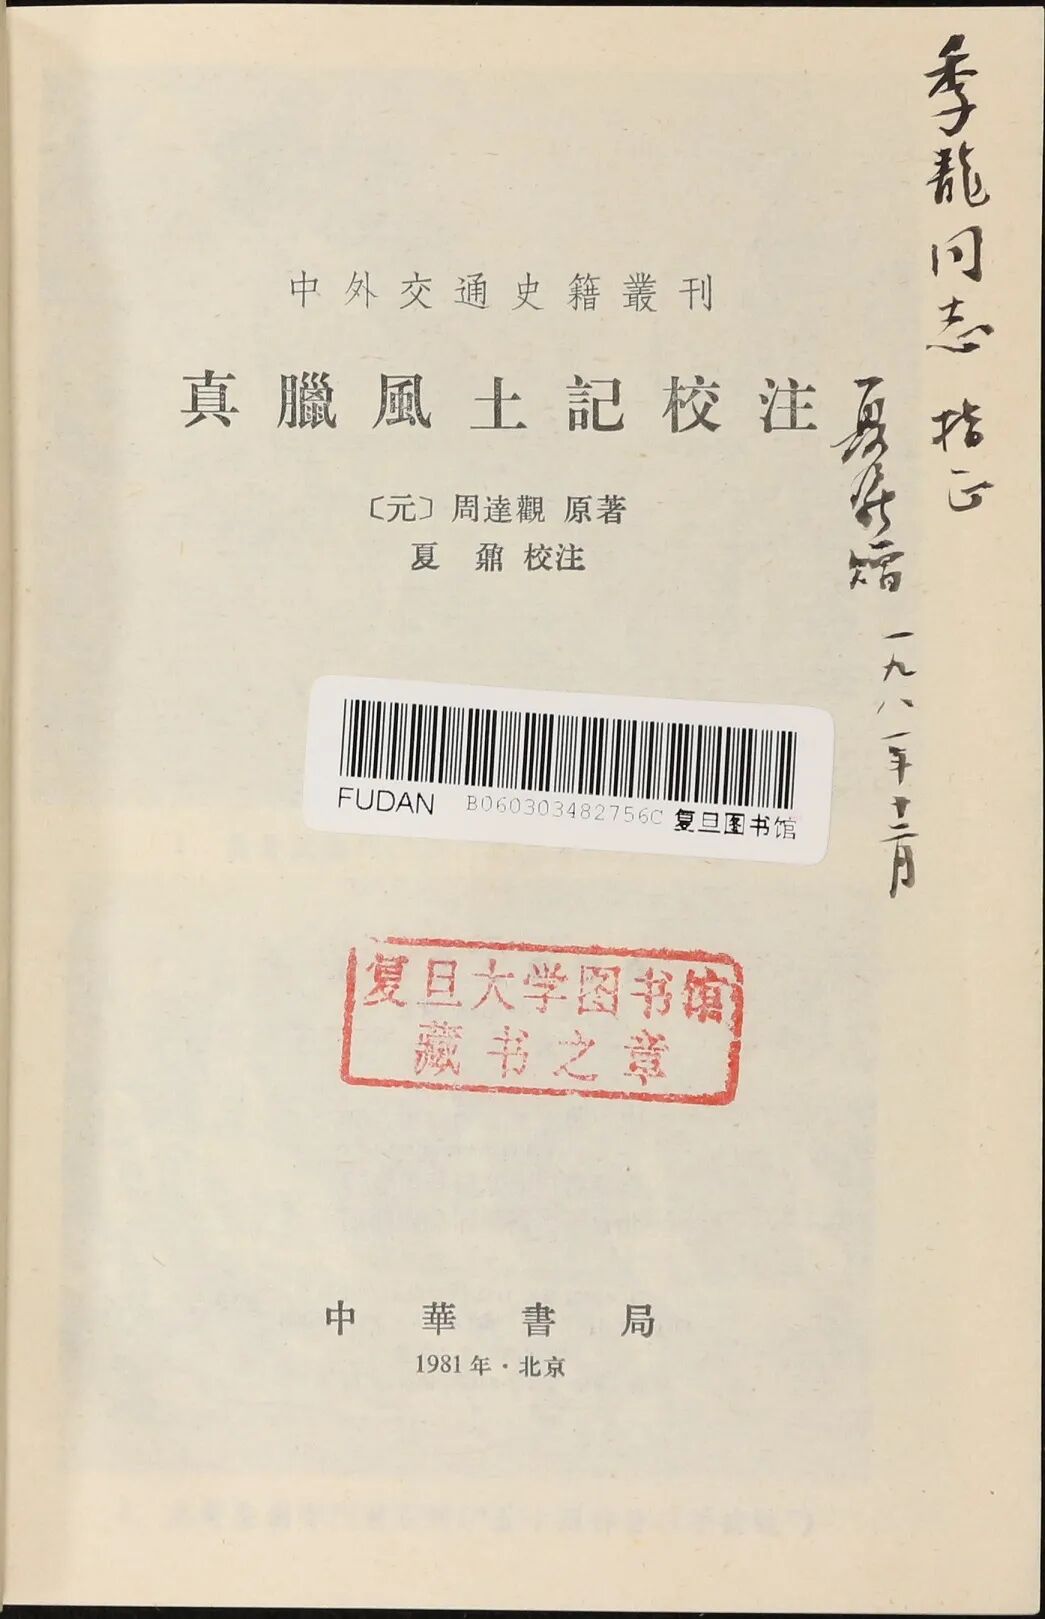 季龍同志 指正
夏鼐贈
一九八一年十二月
中外交通史籍叢刊
真臘風土記校注
〔元〕周達觀 原著
夏 鼐 校注
FUDAN B060303482756C 复旦图书馆
复旦大学图书馆
藏书之章
中華書局
1981年·北京